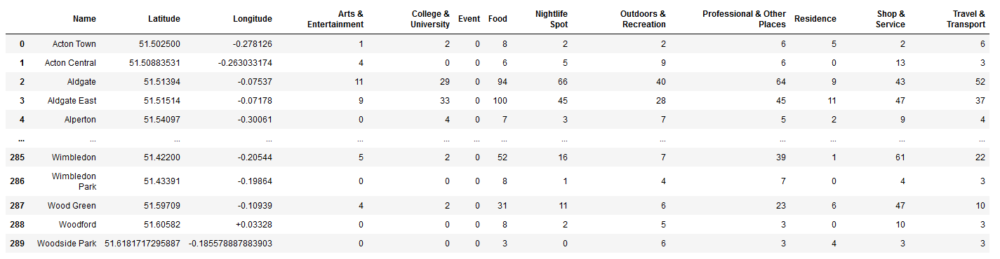 Name Latitude Longitude Arts & Entertainment College & University Event Food Nightlife Spot Outdoors & Recreation Professional & Other Places Residence Shop & Service Travel & Transport
0 Acton Town 51.502500 -0.278126 1 2 0 8 2 2 6 5 2 6
1 Acton Central 51.50883531 -0.263033174 4 0 0 6 5 9 6 0 13 3
2 Aldgate 51.51394 -0.07537 11 29 0 94 66 40 64 9 43 52
3 Aldgate East 51.51514 -0.07178 9 33 0 100 45 28 45 11 47 37
4 Alperton 51.54097 -0.30061 0 4 0 7 3 7 5 2 9 4
... ... ... ... ... ... ... ... ... ... ... ... ... ...
285 Wimbledon 51.42200 -0.20544 5 2 0 52 16 7 39 1 61 22
286 Wimbledon Park 51.43391 -0.19864 0 0 0 8 1 4 7 0 4 3
287 Wood Green 51.59709 -0.10939 4 2 0 31 11 6 23 6 47 10
288 Woodford 51.60582 +0.03328 0 0 0 8 2 5 3 0 10 3
289 Woodside Park 51.6181717295887 -0.185578887883903 0 0 0 3 0 6 3 4 3 3